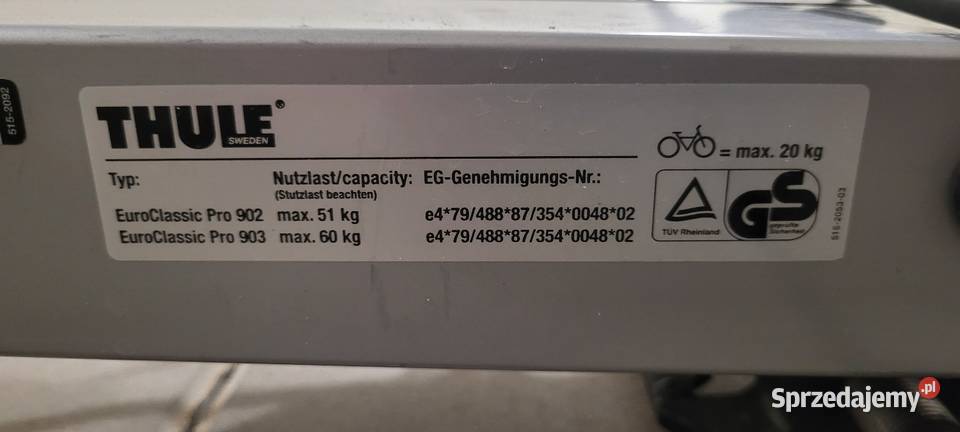 515-2092
THULE®
SWEDEN
= max. 20 kg
Typ: Nutzlast/capacity: EG-Genehmigungs-Nr.:
(Stutzlast beachten)
EuroClassic Pro 902 max. 51 kg e4*79/488*87/354*0048*02
EuroClassic Pro 903 max. 60 kg e4*79/488*87/354*0048*02
TÜV Rheinland
GS
geprüfte
Sicherheit
515-2053-03
Sprzedajemy.pl